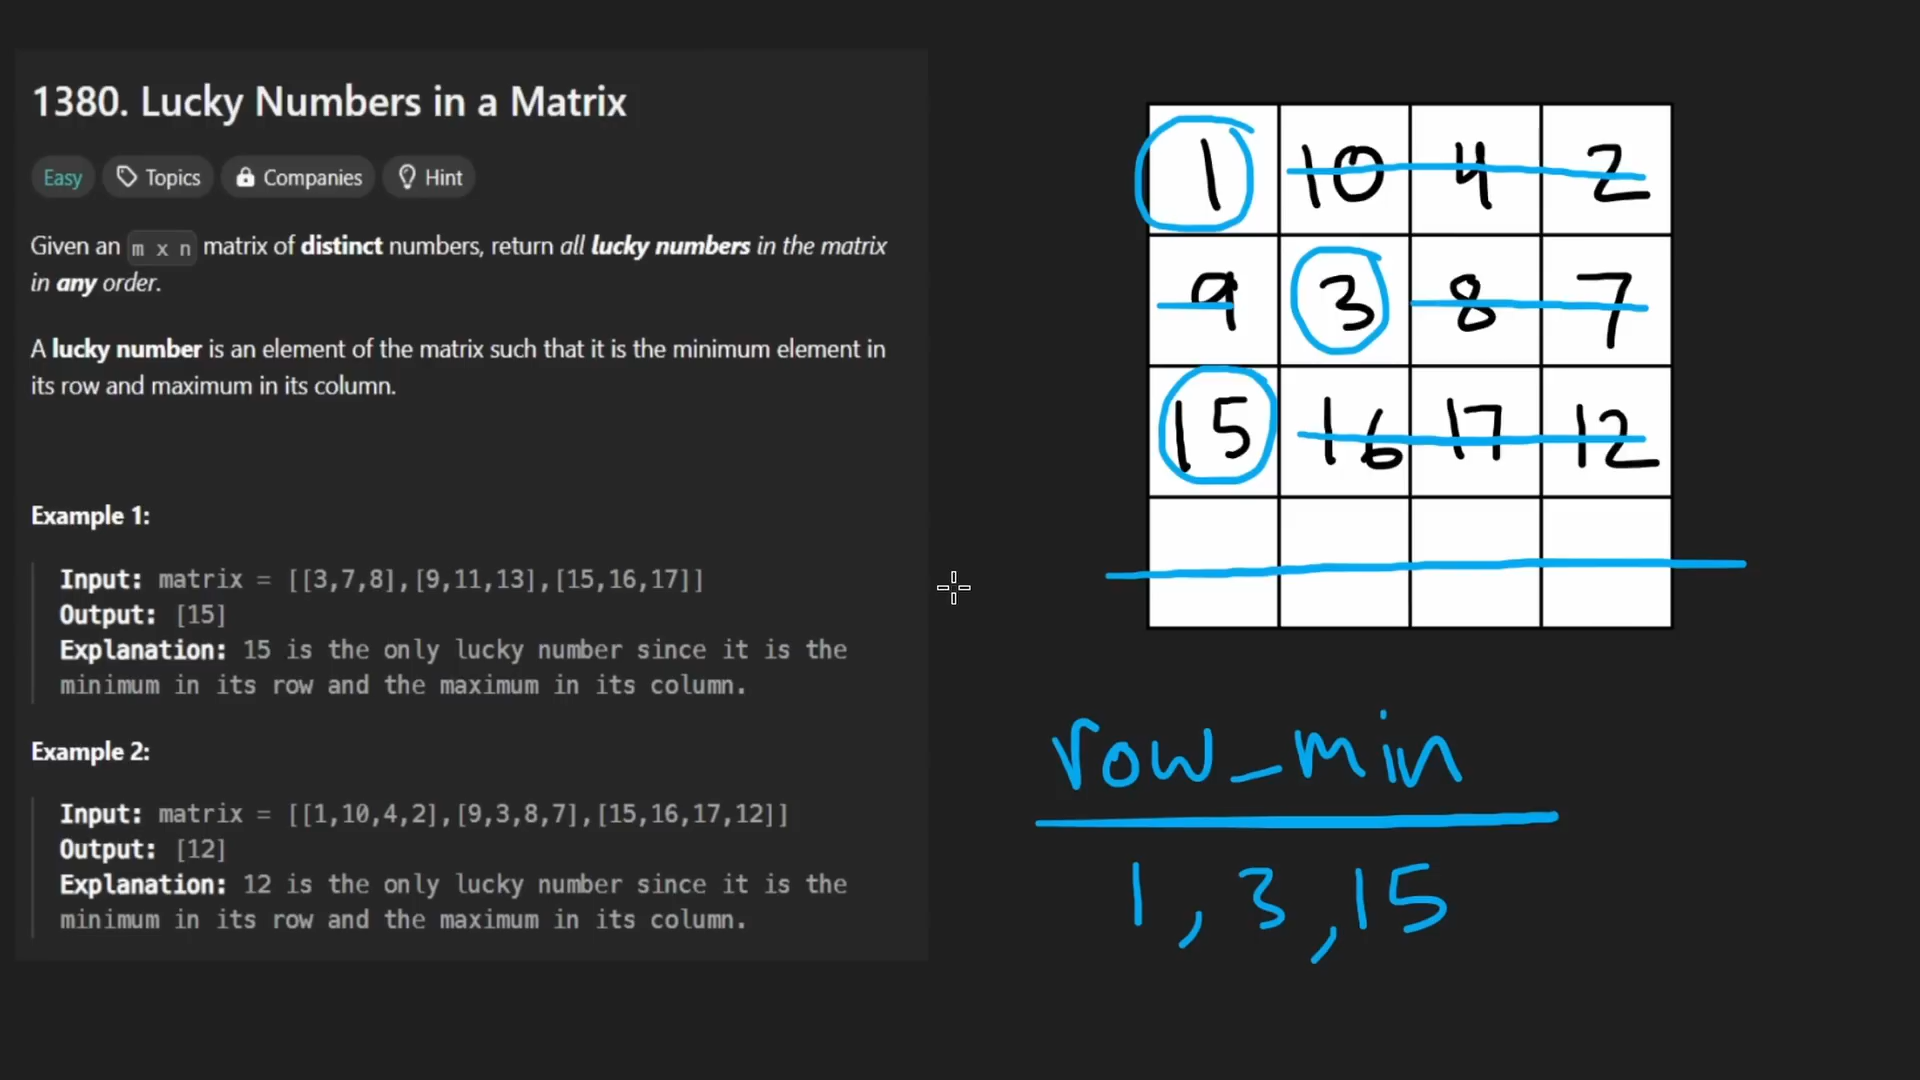 1380. Lucky Numbers in a Matrix
Easy Topics Companies Hint
Given an m x n matrix of distinct numbers, return all lucky numbers in the matrix
in any order.
A lucky number is an element of the matrix such that it is the minimum element in
its row and maximum in its column.
Example 1:
Input: matrix = [[3,7,8],[9,11,13],[15,16,17]]
Output: [15]
Explanation: 15 is the only lucky number since it is the
minimum in its row and the maximum in its column.
Example 2:
Input: matrix = [[1,10,4,2],[9,3,8,7],[15,16,17,12]]
Output: [12]
Explanation: 12 is the only lucky number since it is the
minimum in its row and the maximum in its column.
1 10 4 2
9 3 8 7
15 16 17 12
row_min
1, 3, 15